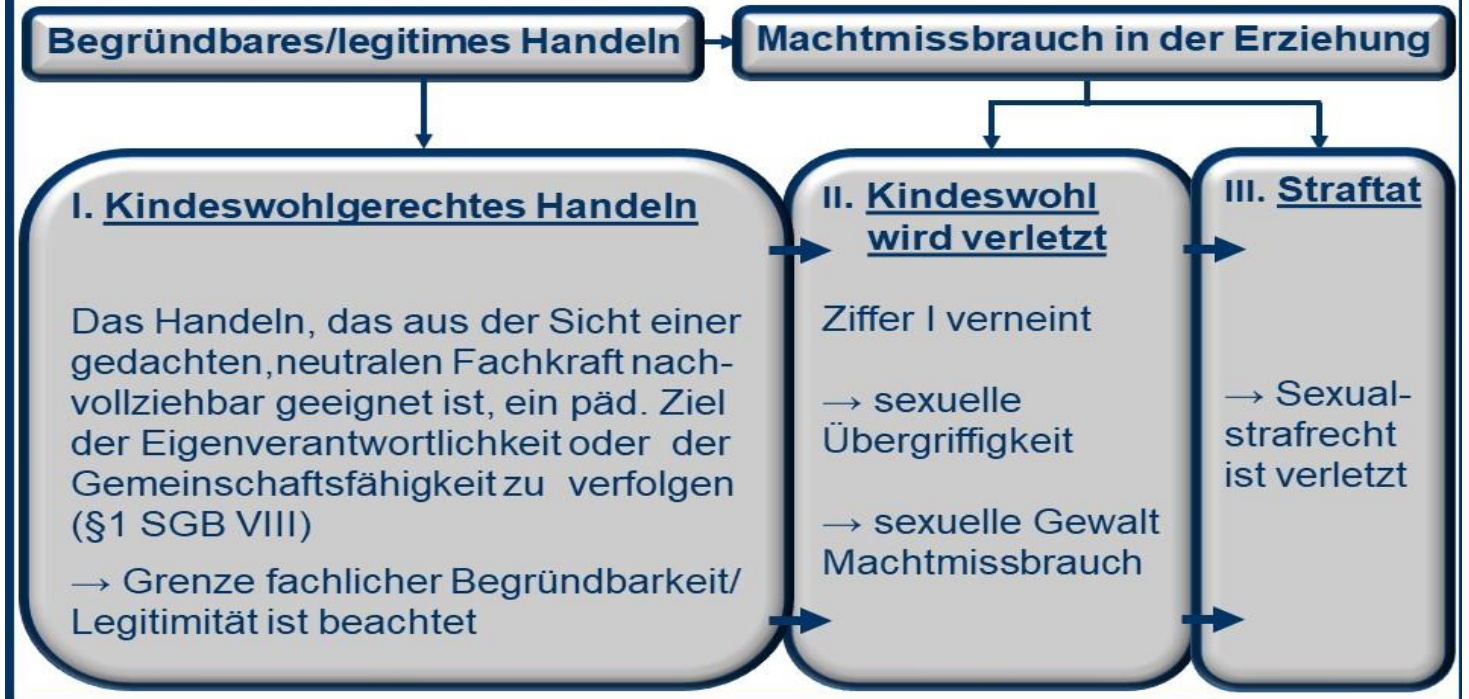 Begründbares/legitimes Handeln
Machtmissbrauch in der Erziehung
I. Kindeswohlgerechtes Handeln
Das Handeln, das aus der Sicht einer
gedachten,neutralen Fachkraft nach-
vollziehbar geeignet ist, ein päd. Ziel
der Eigenverantwortlichkeit oder der
Gemeinschaftsfähigkeit zu verfolgen
(§1 SGB VIII)
→ Grenze fachlicher Begründbarkeit/
Legitimität ist beachtet
II. Kindeswohl
wird verletzt
Ziffer I verneint
→ sexuelle
Übergriffigkeit
→ sexuelle Gewalt
Machtmissbrauch
III. Straftat
→ Sexual-
strafrecht
ist verletzt